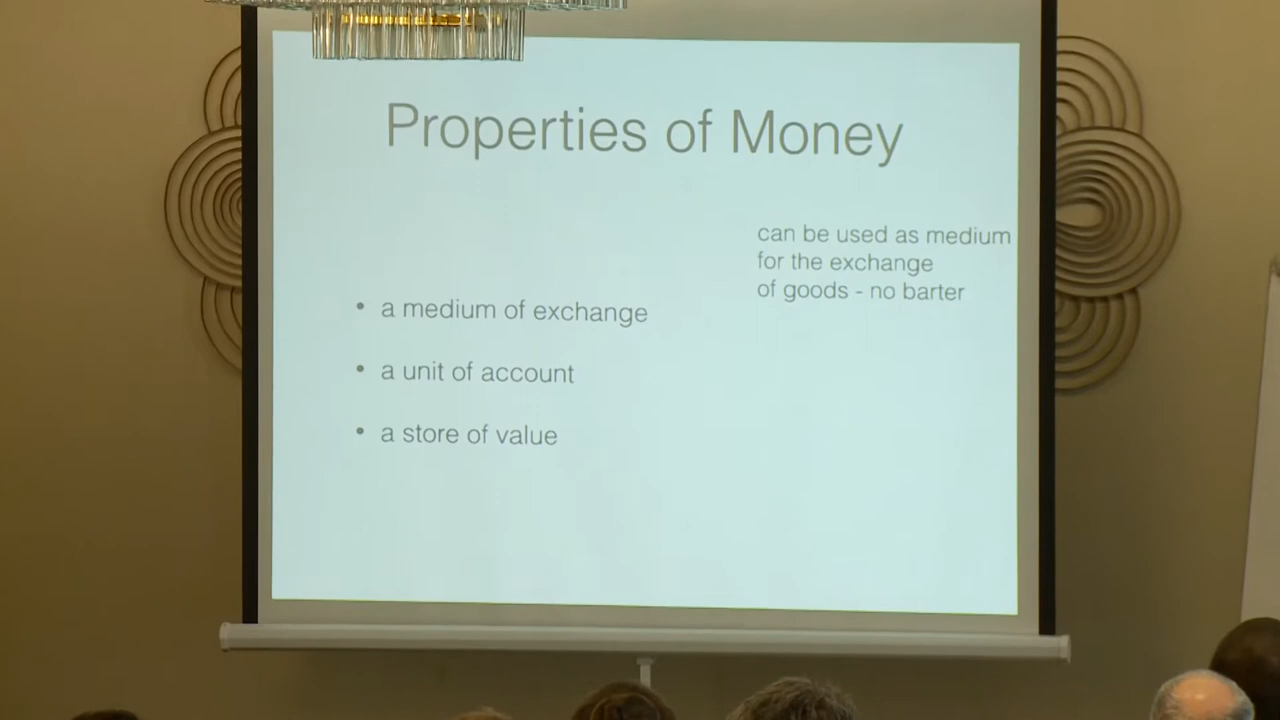 Properties of Money
can be used as medium
for the exchange
of goods - no barter
• a medium of exchange
• a unit of account
• a store of value